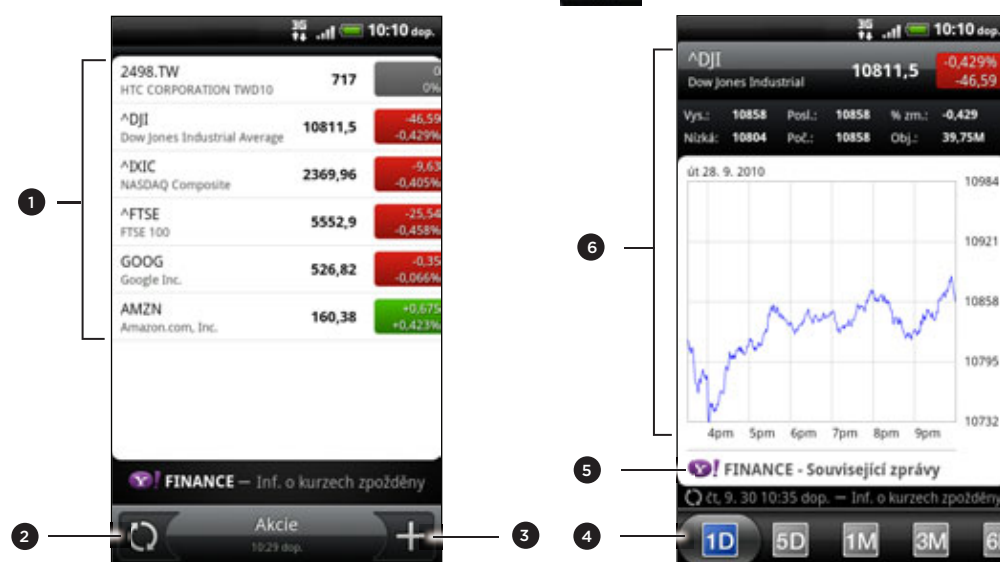 3G 10:10 dop.
2498.TW 717 0
HTC CORPORATION TWD10 0%
^DJI 10811,5 -46,59
Dow Jones Industrial Average -0,429%
^IXIC 2369,96 -9,63
NASDAQ Composite -0,405%
^FTSE 5552,9 -25,54
FTSE 100 -0,458%
GOOG 526,82 -0,35
Google Inc. -0,066%
AMZN 160,38 +0,675
Amazon.com, Inc. +0,423%
Y! FINANCE — Inf. o kurzech zpožděny
Akcie
10:29 dop.
1
2
3
3G 10:10 dop.
^DJI 10811,5 -0,429%
Dow Jones Industrial -46,59
Vys.: 10858 Posl.: 10858 % zm.: -0,429
Nízká: 10804 Poč.: 10858 Obj.: 39,75M
út 28. 9. 2010
10984
10921
10858
10795
10732
4pm 5pm 6pm 7pm 8pm 9pm
Y! FINANCE - Související zprávy
čt, 9. 30 10:35 dop. — Inf. o kurzech zpožděny
1D 5D 1M 3M
6
5
4